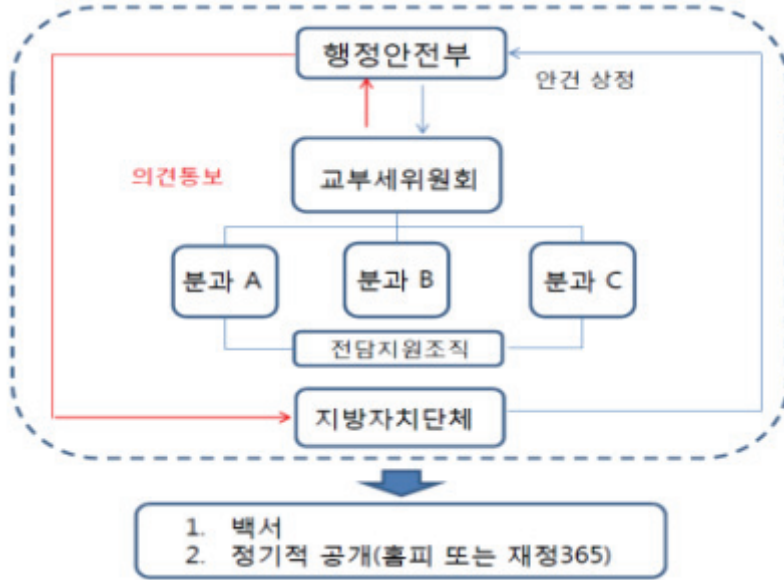 행정안전부
안건 상정
의견통보
교부세위원회
분과 A
분과 B
분과 C
전담지원조직
지방자치단체
1. 백서
2. 정기적 공개(홈피 또는 재정365)